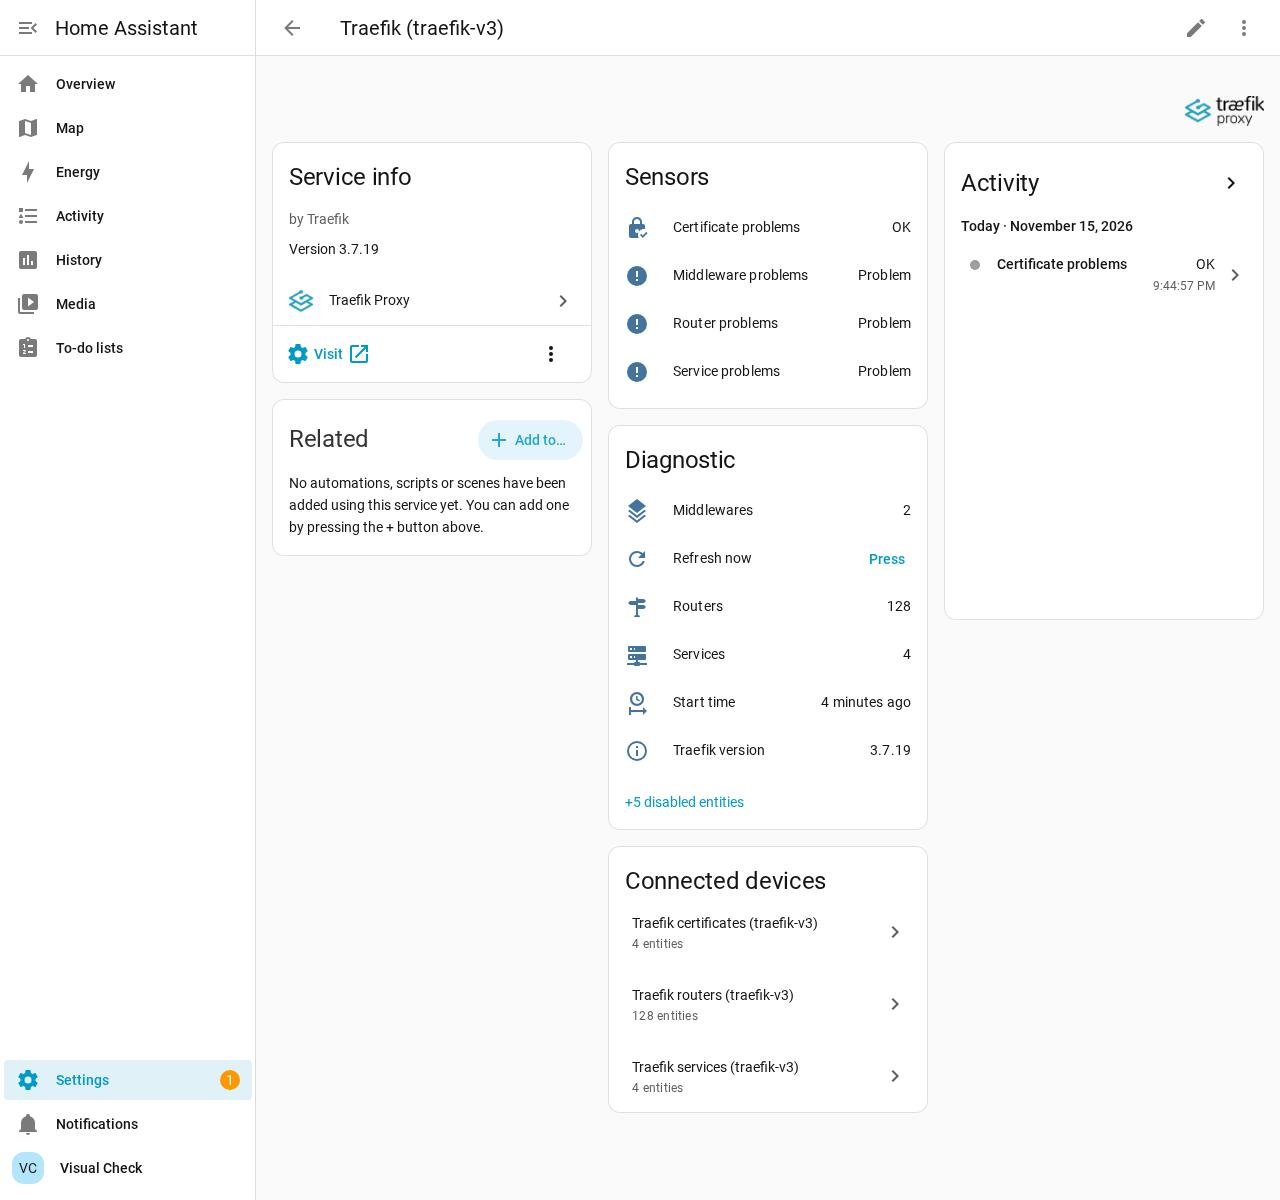 Home Assistant
Overview
Map
Energy
Activity
History
Media
To-do lists
Settings
1
Notifications
VC
Visual Check
Traefik (traefik-v3)
træfik
proxy
Service info
by Traefik
Version 3.7.19
Traefik Proxy
Visit
Related
Add to...
No automations, scripts or scenes have been
added using this service yet. You can add one
by pressing the + button above.
Sensors
Certificate problems OK
Middleware problems Problem
Router problems Problem
Service problems Problem
Diagnostic
Middlewares 2
Refresh now Press
Routers 128
Services 4
Start time 4 minutes ago
Traefik version 3.7.19
+5 disabled entities
Connected devices
Traefik certificates (traefik-v3)
4 entities
Traefik routers (traefik-v3)
128 entities
Traefik services (traefik-v3)
4 entities
Activity
Today · November 15, 2026
Certificate problems OK
9:44:57 PM